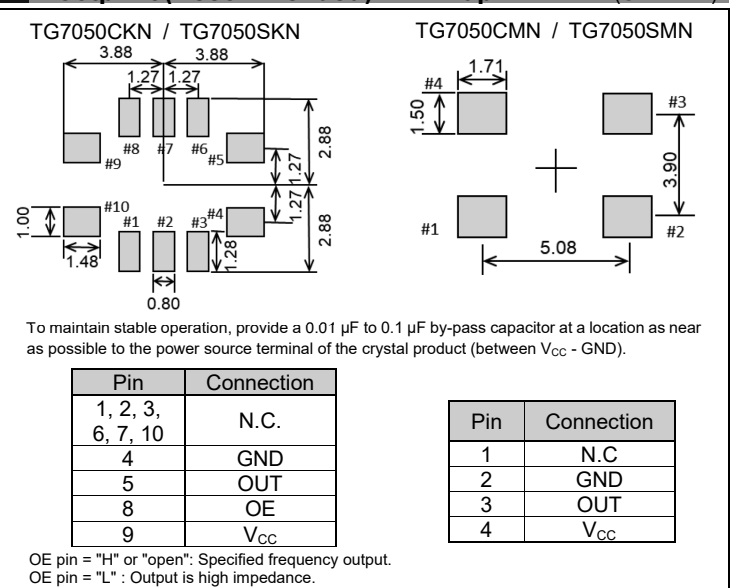 TG7050CKN / TG7050SKN
3.88 3.88
1.27 1.27
#8 #7 #6
#9
#5
1.27
2.88
1.00
#10
#1 #2 #3 #4
1.27
2.88
1.48
1.28
0.80
TG7050CMN / TG7050SMN
1.71
#4
1.50
#3
3.90
#1
#2
5.08
To maintain stable operation, provide a 0.01 µF to 0.1 µF by-pass capacitor at a location as near
as possible to the power source terminal of the crystal product (between VCC - GND).
Pin Connection
1, 2, 3,
6, 7, 10 N.C.
4 GND
5 OUT
8 OE
9 VCC
Pin Connection
1 N.C
2 GND
3 OUT
4 VCC
OE pin = "H" or "open": Specified frequency output.
OE pin = "L" : Output is high impedance.